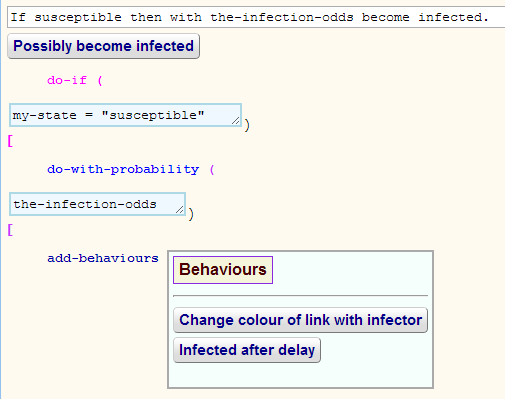 If susceptible then with the-infection-odds become infected.
Possibly become infected
do-if (
my-state = "susceptible" )
[
do-with-probability (
the-infection-odds )
[
add-behaviours Behaviours
Change colour of link with infector
Infected after delay